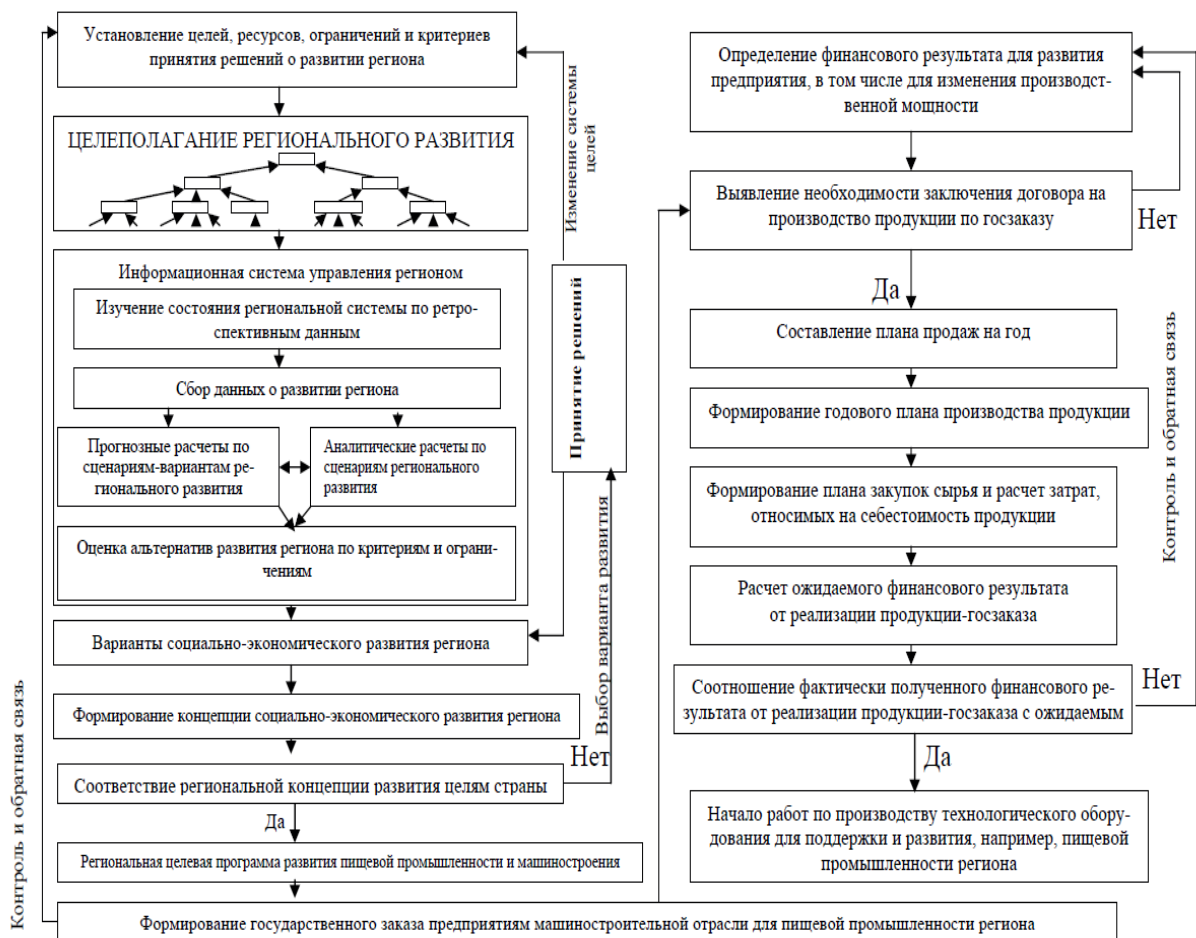 Установление целей, ресурсов, ограничений и критериев
принятия решений о развитии региона
ЦЕЛЕПОЛАГАНИЕ РЕГИОНАЛЬНОГО РАЗВИТИЯ
Информационная система управления регионом
Изучение состояния региональной системы по ретро-
спективным данным
Сбор данных о развитии региона
Прогнозные расчеты по
сценариям-вариантам ре-
гионального развития
Аналитические расчеты по
сценариям регионального
развития
Оценка альтернатив развития региона по критериям и ограни-
чениям
Варианты социально-экономического развития региона
Формирование концепции социально-экономического развития региона
Соответствие региональной концепции развития целям страны
Нет
Да
Региональная целевая программа развития пищевой промышленности и машиностроения
Формирование государственного заказа предприятиям машиностроительной отрасли для пищевой промышленности региона
Контроль и обратная связь
Изменение системы
целей
Принятие решений
Выбор варианта развития
Определение финансового результата для развития
предприятия, в том числе для изменения производст-
венной мощности
Выявление необходимости заключения договора на
производство продукции по госзаказу
Нет
Да
Составление плана продаж на год
Формирование годового плана производства продукции
Формирование плана закупок сырья и расчет затрат,
относимых на себестоимость продукции
Расчет ожидаемого финансового результата
от реализации продукции-госзаказа
Соотношение фактически полученного финансового ре-
зультата от реализации продукции-госзаказа с ожидаемым
Нет
Да
Начало работ по производству технологического обору-
дования для поддержки и развития, например, пищевой
промышленности региона
Контроль и обратная связь